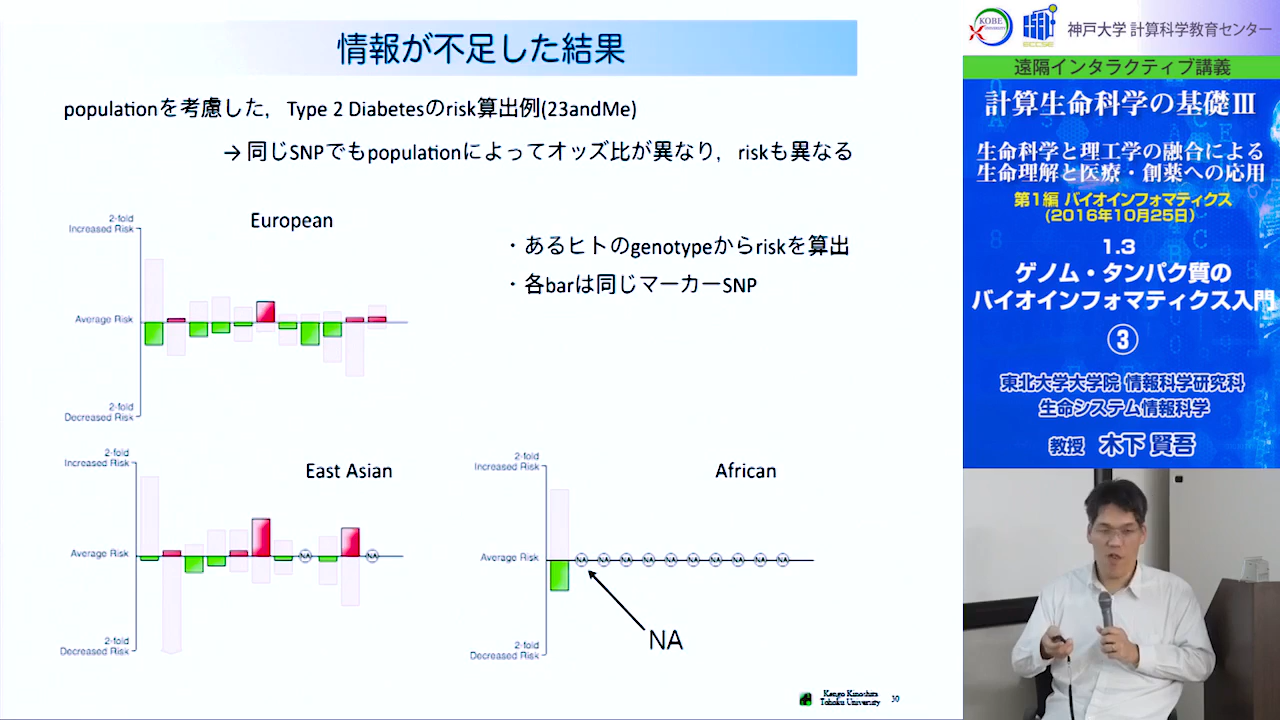 情報が不足した結果
populationを考慮した，Type 2 Diabetesのrisk算出例(23andMe)
→ 同じSNPでもpopulationによってオッズ比が異なり，riskも異なる
European
2-fold
Increased Risk
Average Risk
2-fold
Decreased Risk
・あるヒトのgenotypeからriskを算出
・各barは同じマーカーSNP
East Asian
2-fold
Increased Risk
Average Risk
NA
NA
2-fold
Decreased Risk
African
2-fold
Increased Risk
Average Risk
NA NA NA NA NA NA NA NA NA NA
2-fold
Decreased Risk
NA
Kengo Kinoshita
Tohoku University
30
KOBE
神戸大学 計算科学教育センター
遠隔インタラクティブ講義
計算生命科学の基礎Ⅲ
生命科学と理工学の融合による
生命理解と医療・創薬への応用
第1編 バイオインフォマティクス
(2016年10月25日)
1.3
ゲノム・タンパク質の
バイオインフォマティクス入門
③
東北大学大学院 情報科学研究科
生命システム情報科学
教授 木下 賢吾